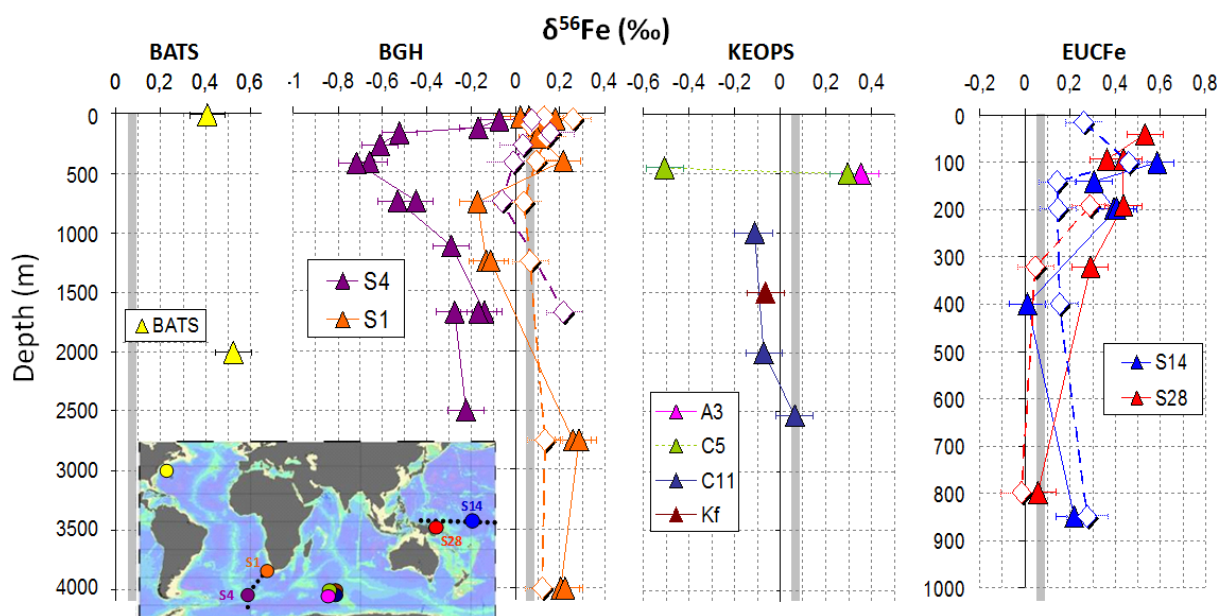 δ⁵⁶Fe (‰)
BATS BGH KEOPS EUCFe
0 0,2 0,4 0,6 -1 -0,8 -0,6 -0,4 -0,2 0 0,2 0,4 -0,6 -0,4 -0,2 0 0,2 0,4 -0,2 0 0,2 0,4 0,6 0,8
Depth (m)
0
500
1000
1500
2000
2500
3000
3500
4000
BATS
S4
S1
A3
C5
C11
Kf
0
100
200
300
400
500
600
700
800
900
1000
S14
S28
S14
S28
S1
S4